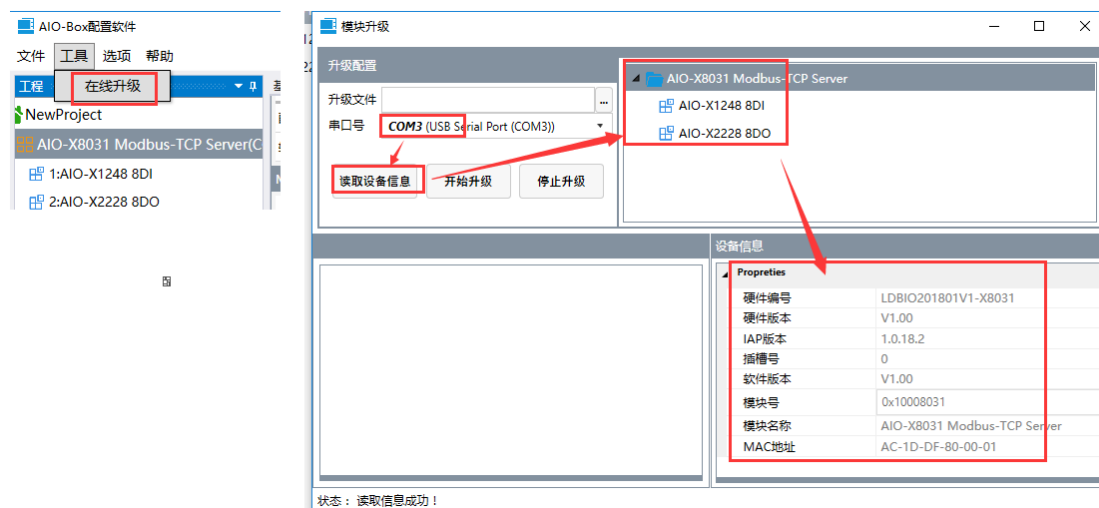 AIO-Box配置软件
文件 工具 选项 帮助
工程 在线升级
NewProject
AIO-X8031 Modbus-TCP Server(C
1:AIO-X1248 8DI
2:AIO-X2228 8DO
图
模块升级
升级配置
升级文件 ...
串口号 COM3 (USB Serial Port (COM3))
读取设备信息 开始升级 停止升级
AIO-X8031 Modbus-TCP Server
AIO-X1248 8DI
AIO-X2228 8DO
设备信息
Propreties
硬件编号 LDBIO201801V1-X8031
硬件版本 V1.00
IAP版本 1.0.18.2
插槽号 0
软件版本 V1.00
模块号 0x10008031
模块名称 AIO-X8031 Modbus-TCP Server
MAC地址 AC-1D-DF-80-00-01
状态： 读取信息成功！